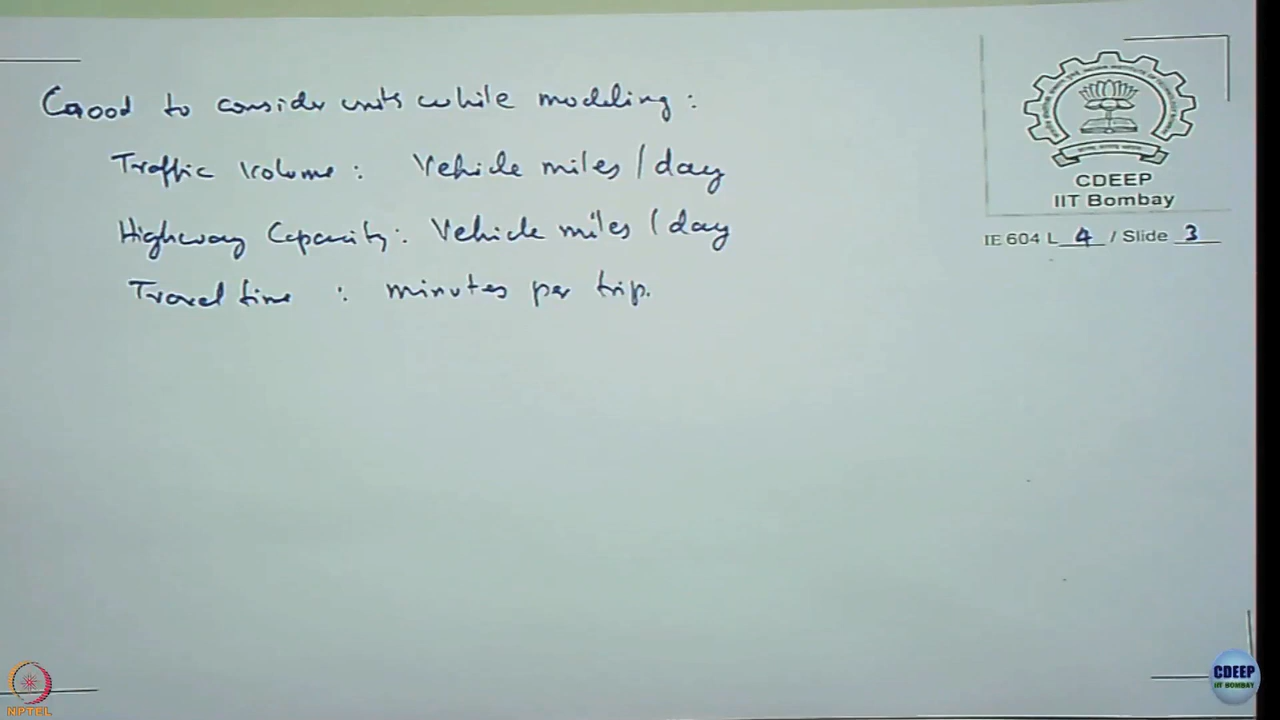 Good to consider units while modeling :
Traffic Volume : Vehicle miles / day
Highway Capacity : Vehicle miles / day
Travel time : minutes per trip.
CDEEP
IIT Bombay
IE 604 L 4 / Slide 3
NPTEL
CDEEP
IIT BOMBAY